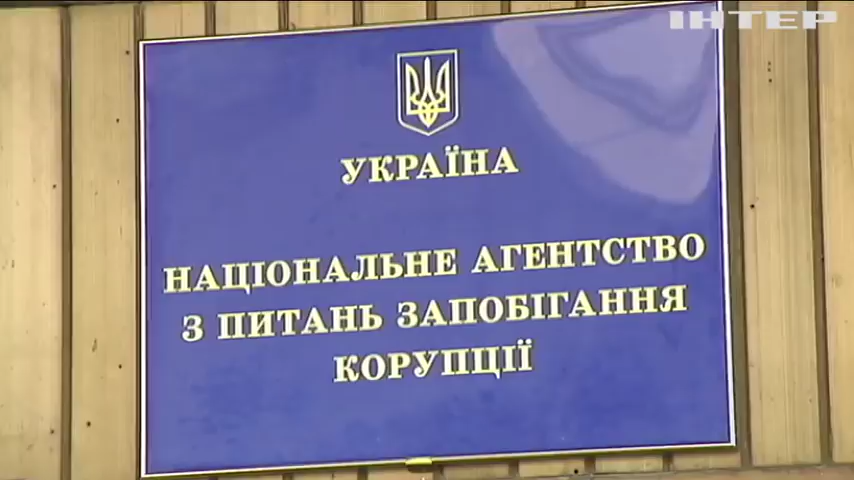 ІНТЕР
УКРАЇНА
НАЦІОНАЛЬНЕ АГЕНТСТВО
З ПИТАНЬ ЗАПОБІГАННЯ
КОРУПЦІЇ